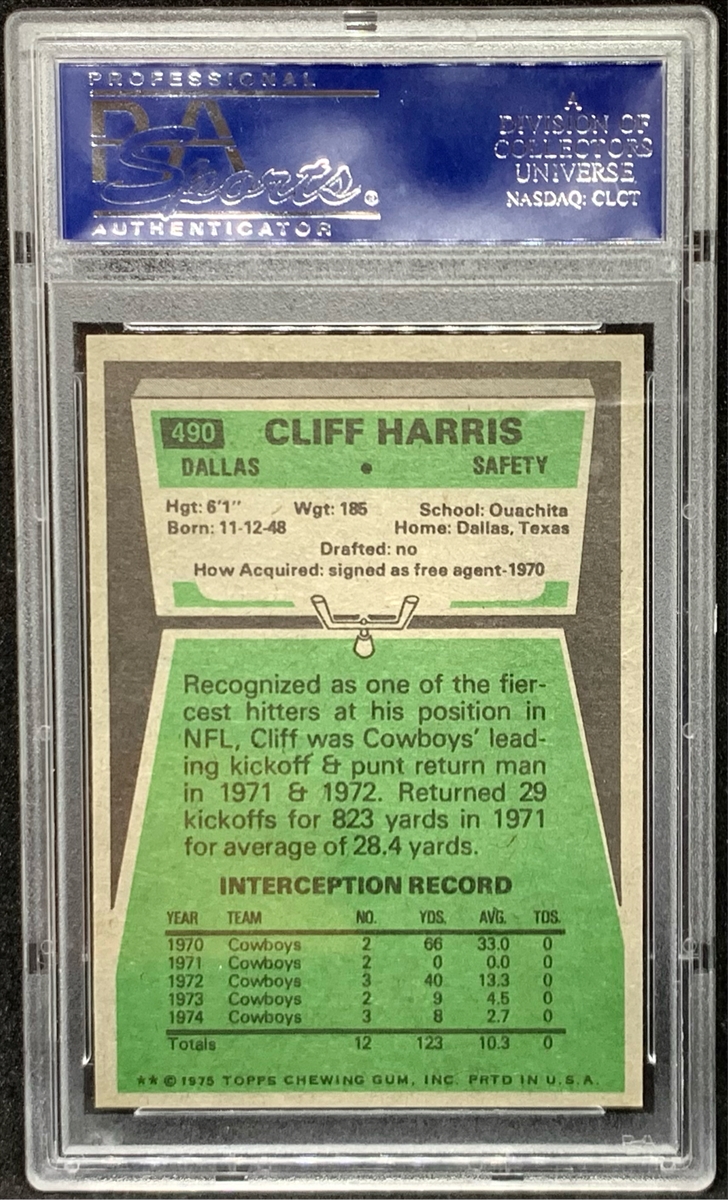 PROFESSIONAL
PSA
Sports®
AUTHENTICATOR
A
DIVISION OF
COLLECTORS
UNIVERSE
NASDAQ: CLCT
490 CLIFF HARRIS
DALLAS • SAFETY
Hgt: 6'1" Wgt: 185 School: Ouachita
Born: 11-12-48 Home: Dallas, Texas
Drafted: no
How Acquired: signed as free agent-1970
Recognized as one of the fier-
cest hitters at his position in
NFL, Cliff was Cowboys' lead-
ing kickoff & punt return man
in 1971 & 1972. Returned 29
kickoffs for 823 yards in 1971
for average of 28.4 yards.
INTERCEPTION RECORD
YEAR TEAM NO. YDS. AVG. TDS.
1970 Cowboys 2 66 33.0 0
1971 Cowboys 2 0 0.0 0
1972 Cowboys 3 40 13.3 0
1973 Cowboys 2 9 4.5 0
1974 Cowboys 3 8 2.7 0
Totals 12 123 10.3 0
★★ © 1975 TOPPS CHEWING GUM, INC. PRTD IN U.S.A.
PSA